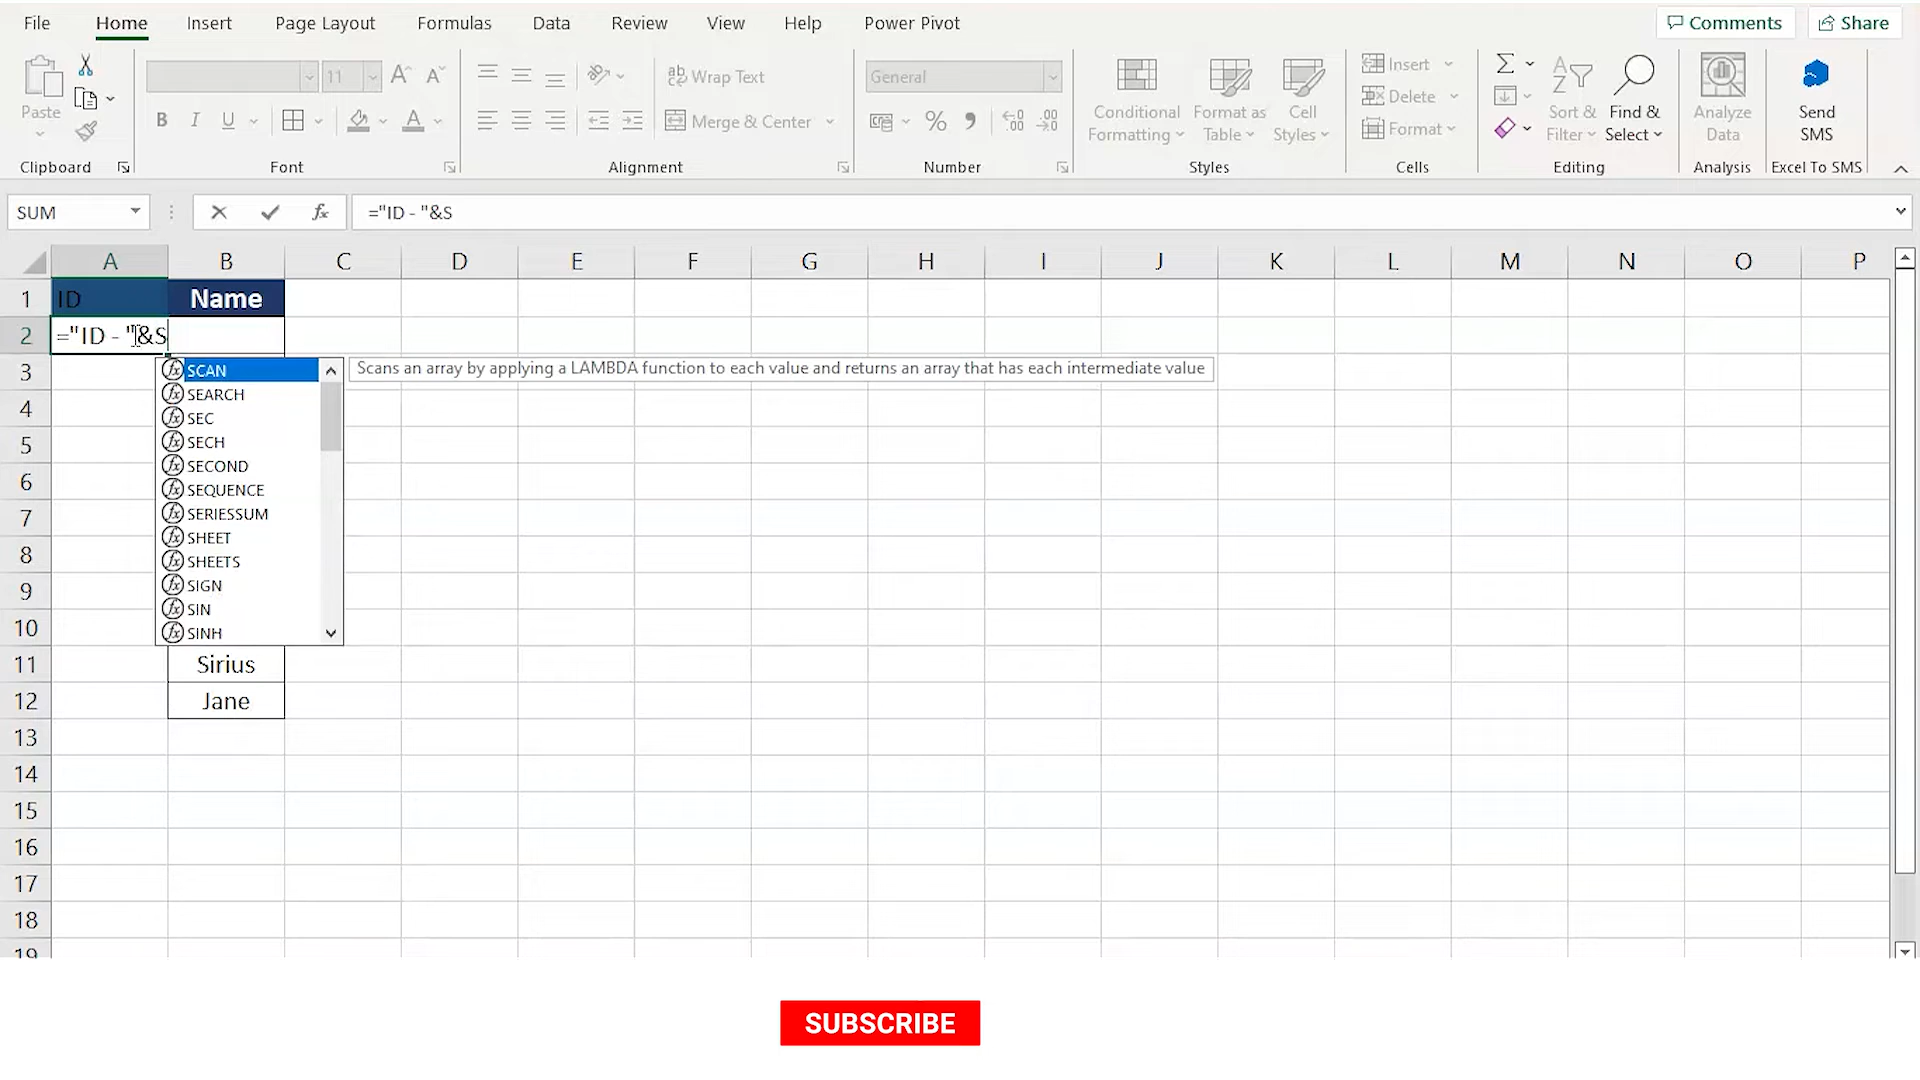 File Home Insert Page Layout Formulas Data Review View Help Power Pivot Comments Share
Paste
11
Wrap Text
Merge & Center
General
Conditional Formatting
Format as Table
Cell Styles
Insert
Delete
Format
Sort & Filter
Find & Select
Analyze Data
Send SMS
Clipboard Font Alignment Number Styles Cells Editing Analysis Excel To SMS
SUM fx ="ID - "&S
A B C D E F G H I J K L M N O P
1 ID Name
2 ="ID - "&S
3
SCAN Scans an array by applying a LAMBDA function to each value and returns an array that has each intermediate value
SEARCH
4 SEC
5 SECH
SECOND
6 SEQUENCE
7 SERIESSUM
SHEET
8 SHEETS
9 SIGN
SIN
10 SINH
11 Sirius
12 Jane
13
14
15
16
17
18
19
SUBSCRIBE